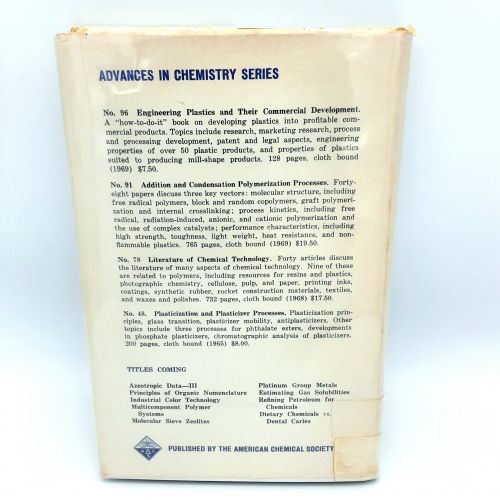 ADVANCES IN CHEMISTRY SERIES
No. 96 Engineering Plastics and Their Commercial Development.
A "how-to-do-it" book on developing plastics into profitable com-
mercial products. Topics include research, marketing research, process
and processing development, patent and legal aspects, engineering
properties of over 50 plastic products, and properties of plastics
suited to producing mill-shape products. 128 pages, cloth bound
(1969) $7.50.
No. 91 Addition and Condensation Polymerization Processes. Forty-
eight papers discuss three key vectors: molecular structure, including
free radical polymers, block and random copolymers, graft polymeri-
zation and internal crosslinking; process kinetics, including free
radical, radiation-induced, anionic, and cationic polymerization and
the use of complex catalysts; performance characteristics, including
high strength, toughness, light weight, heat resistance, and non-
flammable plastics. 765 pages, cloth bound (1969) $19.50.
No. 78 Literature of Chemical Technology. Forty articles discuss
the literature of many aspects of chemical technology. Nine of these
are related to polymers, including resources for resins and plastics,
photographic chemistry, cellulose, pulp, and paper, printing inks,
coatings, synthetic rubber, rocket construction materials, textiles,
and waxes and polishes. 732 pages, cloth bound (1968) $17.50.
No. 48. Plasticization and Plasticizer Processes. Plasticization prin-
ciples, glass transition, plasticizer mobility, antiplasticizers. Other
topics include three processes for phthalate esters, developments
in phosphate plasticizers, chromatographic analysis of plasticizers.
200 pages, cloth bound (1965) $8.00.
TITLES COMING
Azeotropic Data—III
Principles of Organic Nomenclature
Industrial Color Technology
Multicomponent Polymer
Systems
Molecular Sieve Zeolites
Platinum Group Metals
Estimating Gas Solubilities
Refining Petroleum for
Chemicals
Dietary Chemicals vs.
Dental Caries
PUBLISHED BY THE AMERICAN CHEMICAL SOCIETY